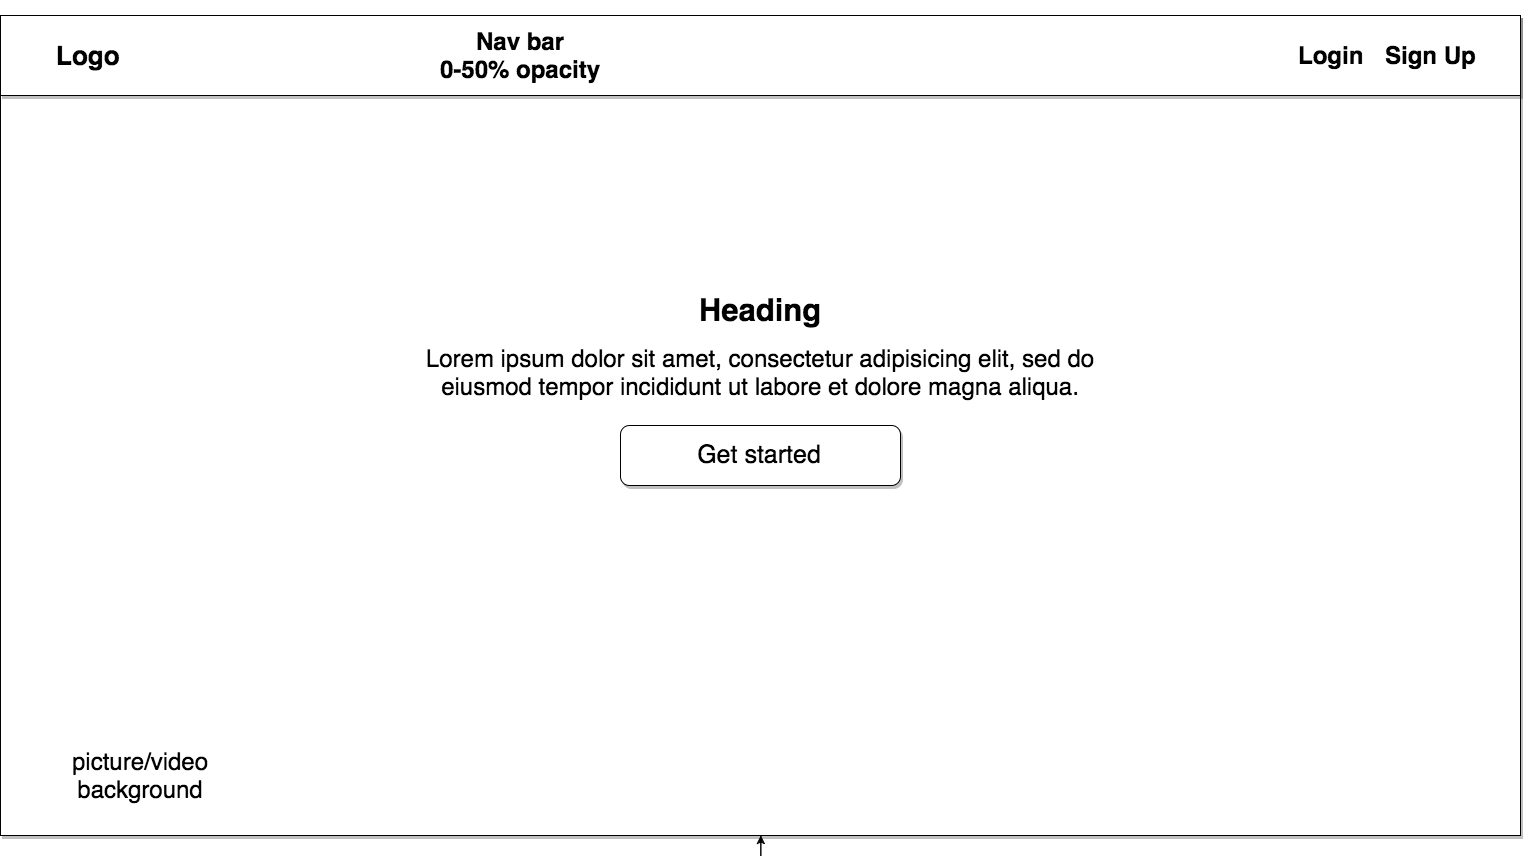 Logo
Nav bar
0-50% opacity
Login Sign Up
Heading
Lorem ipsum dolor sit amet, consectetur adipisicing elit, sed do
eiusmod tempor incididunt ut labore et dolore magna aliqua.
Get started
picture/video
background